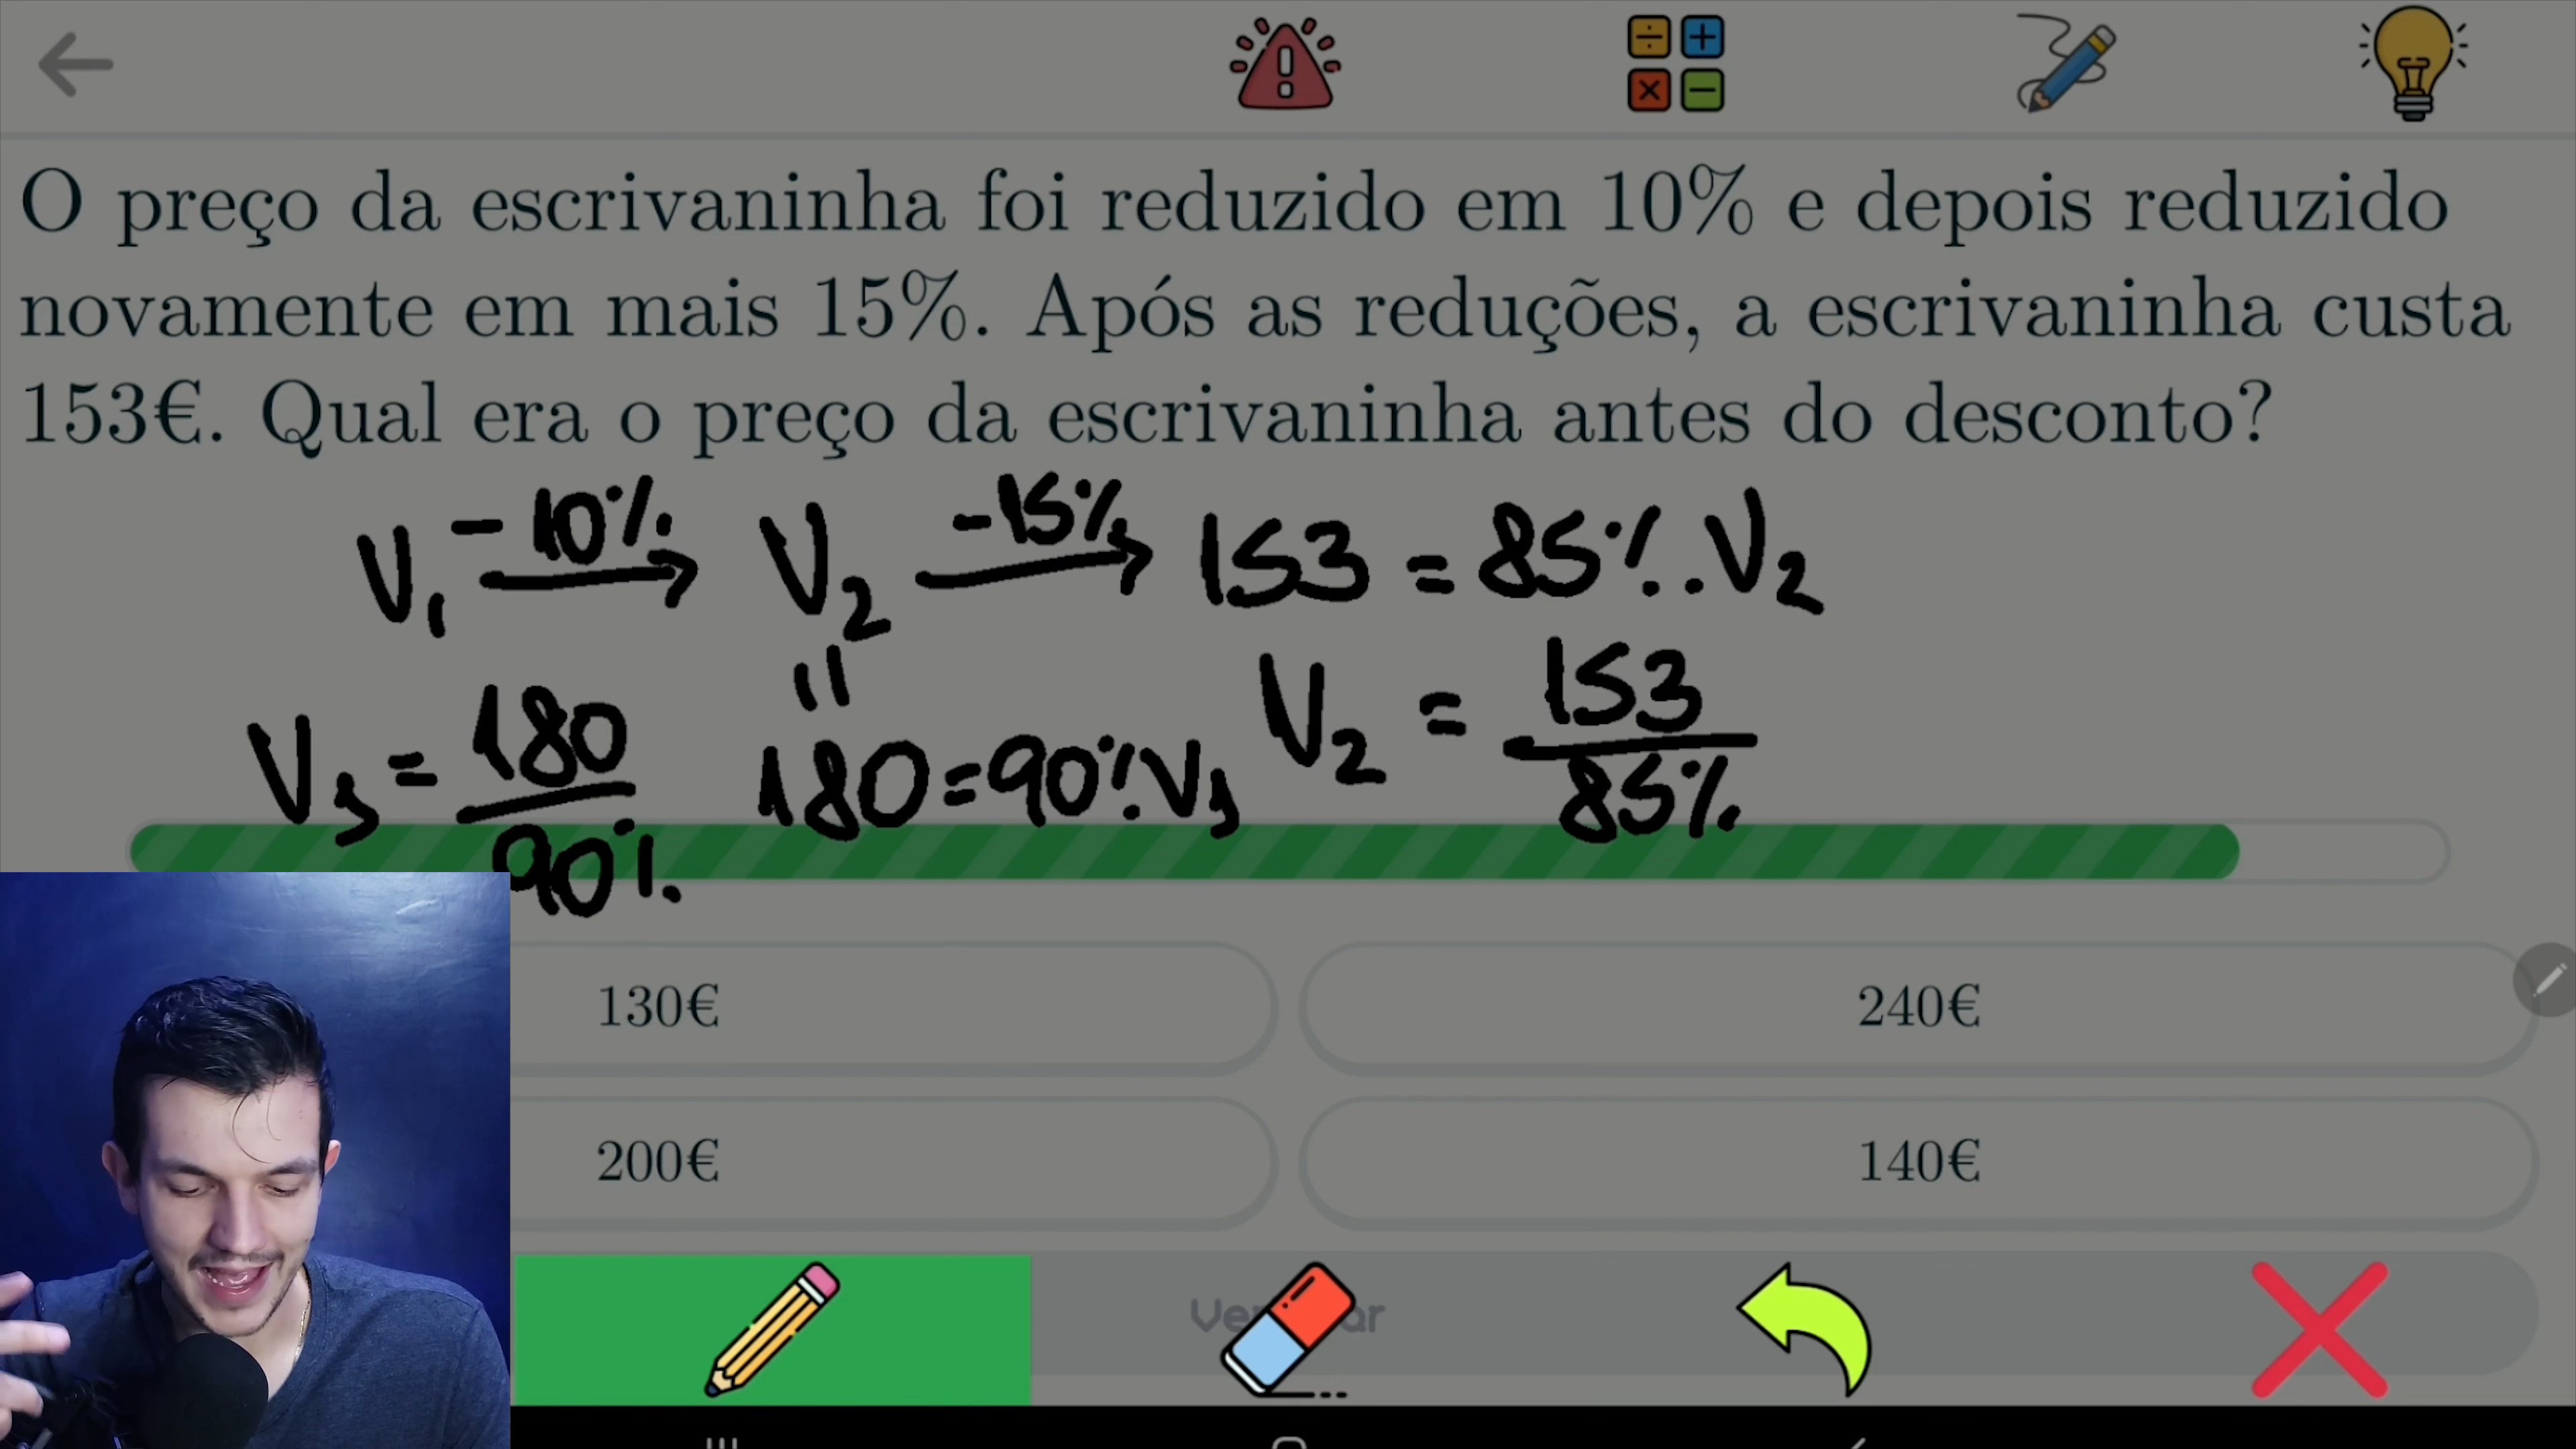 O preço da escrivaninha foi reduzido em 10% e depois reduzido
novamente em mais 15%. Após as reduções, a escrivaninha custa
153€. Qual era o preço da escrivaninha antes do desconto?
V₁ -10% → V₂ -15% → 153 = 85% . V₂
V₁ = 180/90%
180 = 90% V₁
V₂ = 153/85%
130€
240€
200€
140€